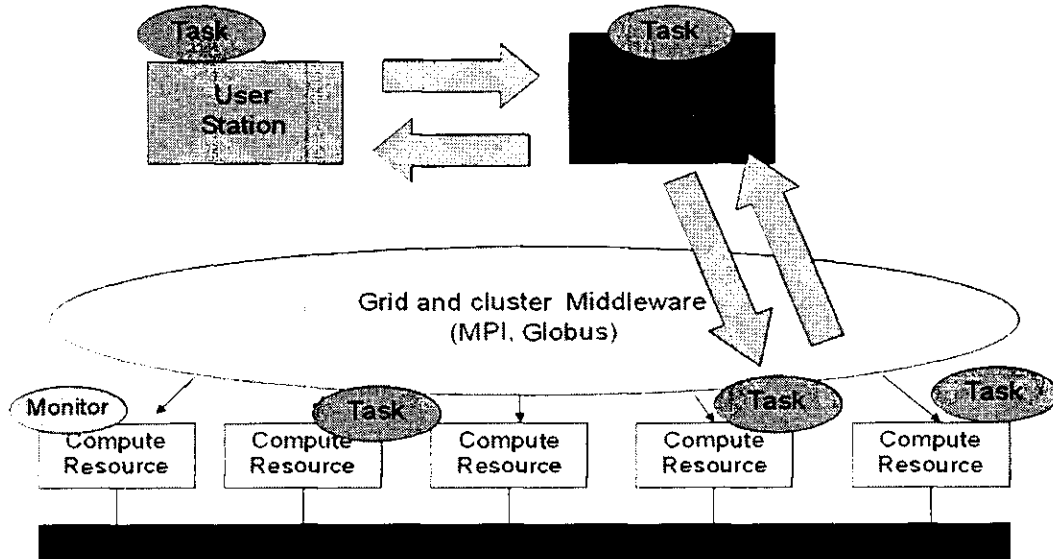 Task
Task
User
Station
Grid and cluster Middleware
(MPI, Globus)
Monitor
Task
Task
Task
Compute
Resource
Compute
Resource
Compute
Resource
Compute
Resource
Compute
Resource